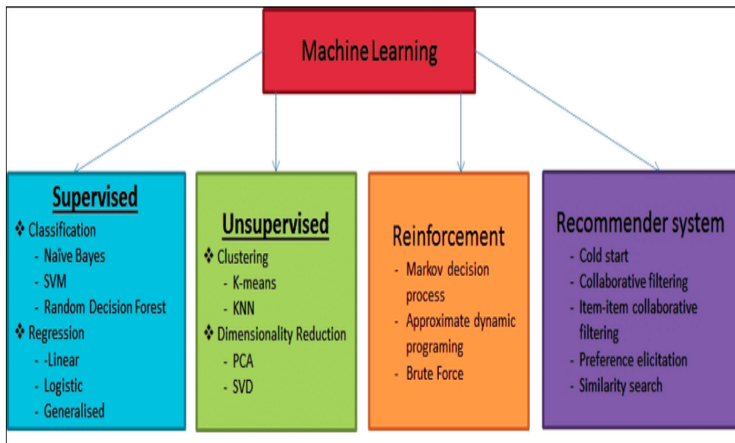 Machine Learning
Supervised
❖ Classification
- Naïve Bayes
- SVM
- Random Decision Forest
❖ Regression
- -Linear
- Logistic
- Generalised
Unsupervised
❖ Clustering
- K-means
- KNN
❖ Dimensionality Reduction
- PCA
- SVD
Reinforcement
- Markov decision
process
- Approximate dynamic
programing
- Brute Force
Recommender system
- Cold start
- Collaborative filtering
- Item-item collaborative
filtering
- Preference elicitation
- Similarity search